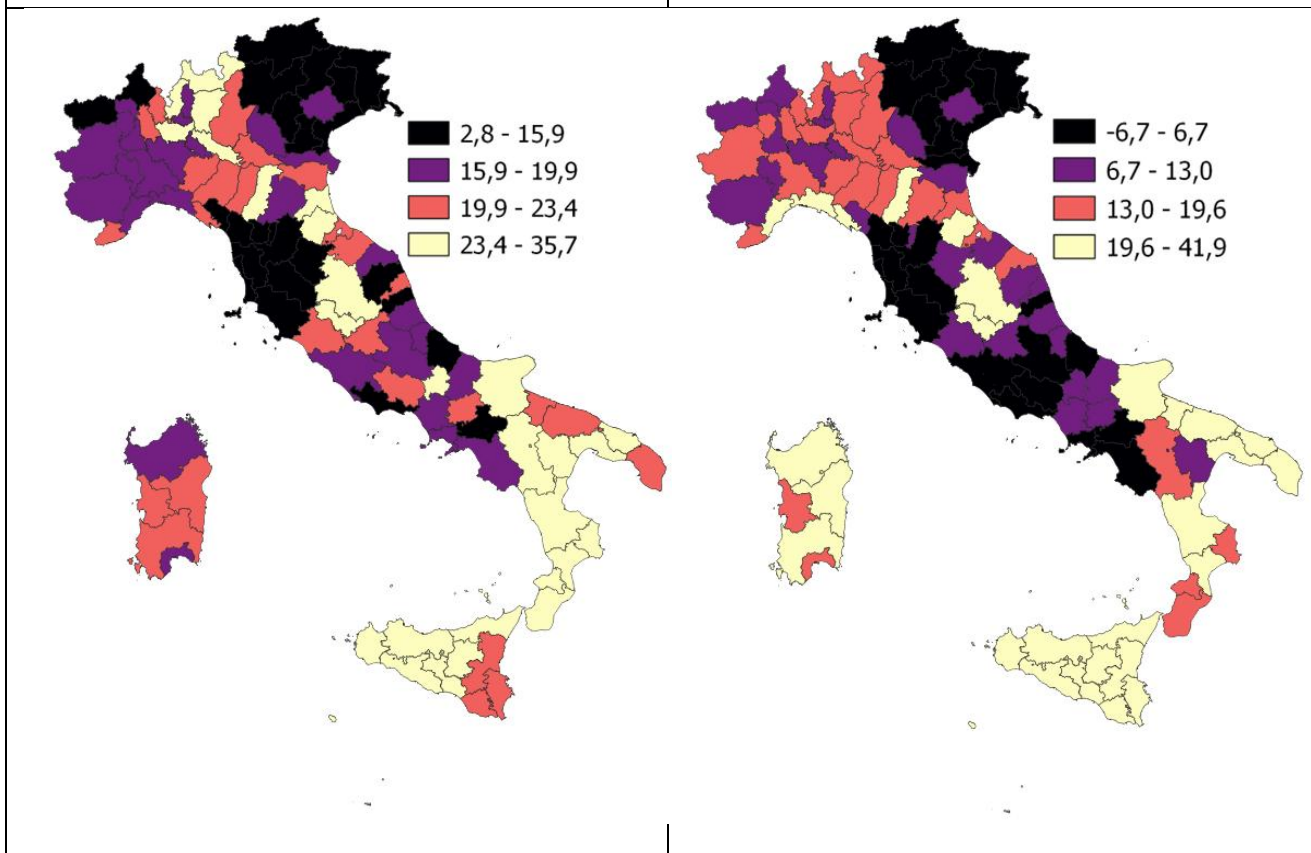 2,8 - 15,9
15,9 - 19,9
19,9 - 23,4
23,4 - 35,7
-6,7 - 6,7
6,7 - 13,0
13,0 - 19,6
19,6 - 41,9